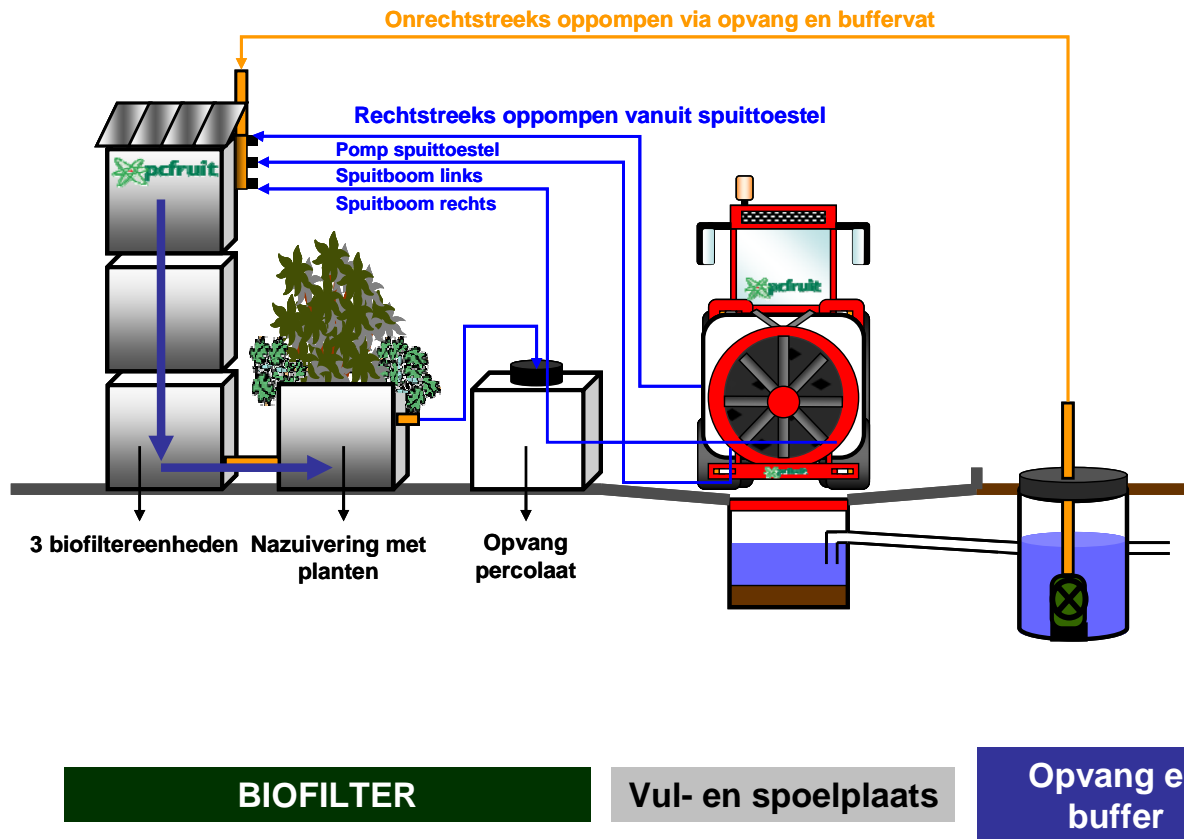 Onrechtstreeks oppompen via opvang en buffervat
Rechtstreeks oppompen vanuit spuittoestel
Pomp spuittoestel
Spuitboom links
Spuitboom rechts
pcfruit
pcfruit
pcfruit
3 biofiltereenheden
Nazuivering met
planten
Opvang
percolaat
BIOFILTER
Vul- en spoelplaats
Opvang e
buffer